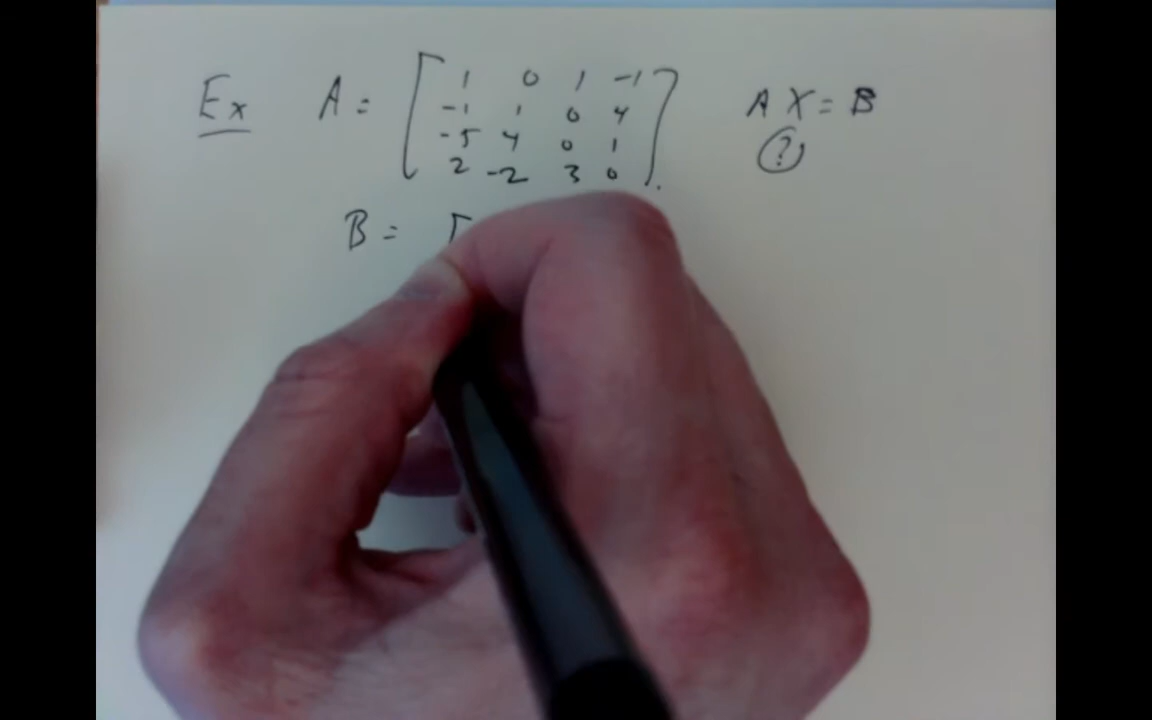 Ex A = [ 1 0 1 -1 AX = B
-1 1 0 4
-5 4 0 1 ?
2 -2 3 0 ]
B = [